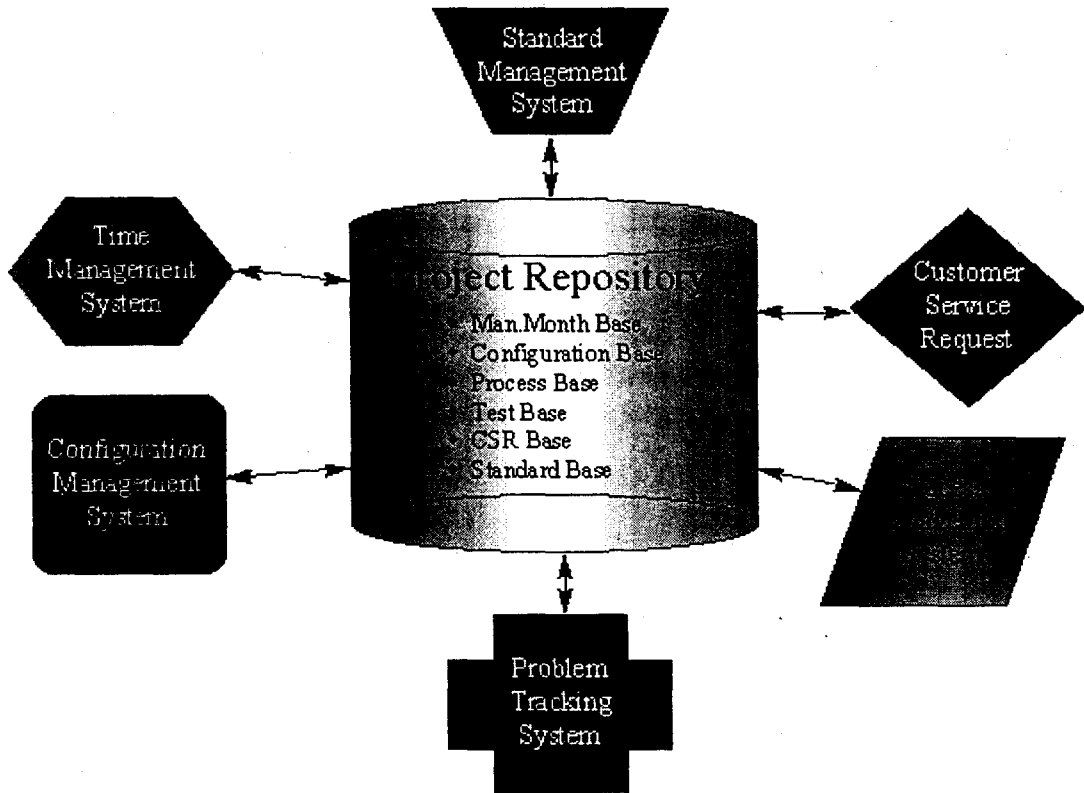 Standard
Management
System
Time
Management
System
Project Repository
Man.Month Base
Configuration Base
Process Base
Test Base
CSR Base
Standard Base
Customer
Service
Request
Configuration
Management
System
Problem
Tracking
System